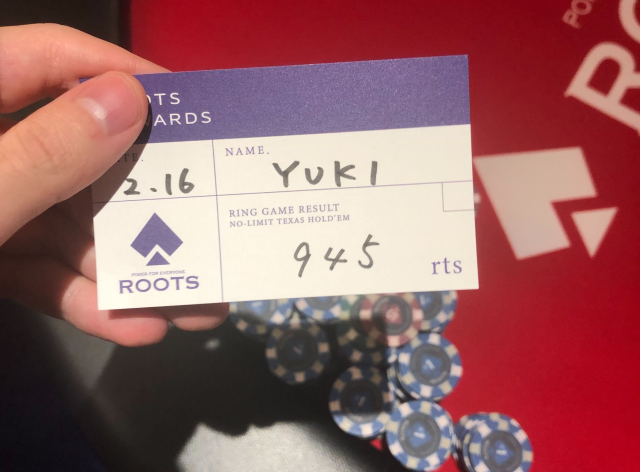 OTS
ARDS
NAME.
2.16
YUKI
RING GAME RESULT
NO-LIMIT TEXAS HOLD'EM
945
rts
POKER FOR EVERYONE
ROOTS